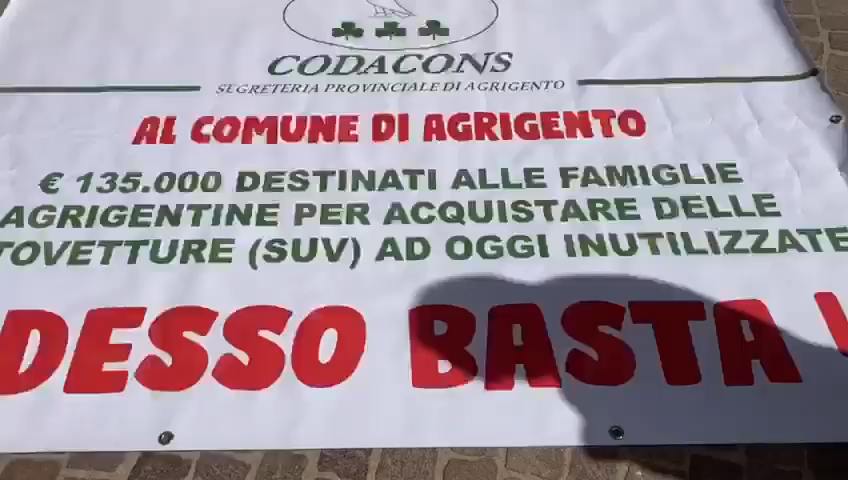 CODACONS
SEGRETERIA PROVINCIALE DI AGRIGENTO
AL COMUNE DI AGRIGENTO
€ 135.000 DESTINATI ALLE FAMIGLIE
AGRIGENTINE PER ACQUISTARE DELLE
TOVETTURE (SUV) AD OGGI INUTILIZZATE
DESSO BASTA !